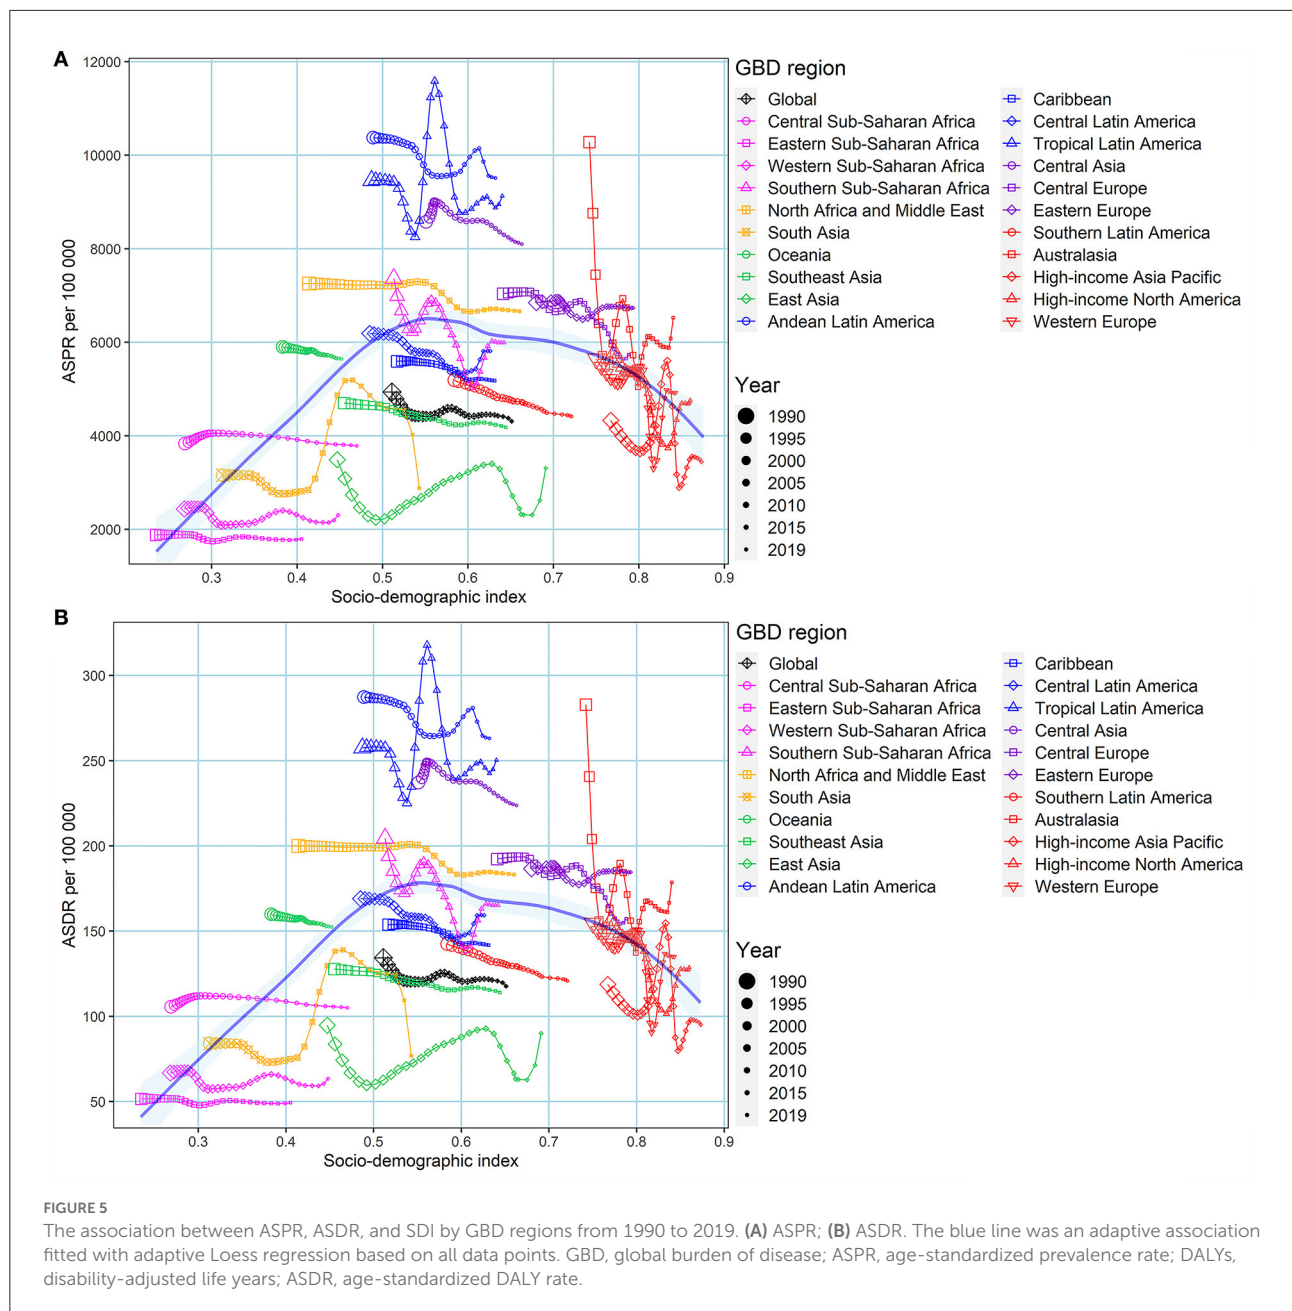 A
12000
10000
8000
6000
4000
2000
ASPR per 100 000
0.3 0.4 0.5 0.6 0.7 0.8 0.9
Socio-demographic index
GBD region
Global
Central Sub-Saharan Africa
Eastern Sub-Saharan Africa
Western Sub-Saharan Africa
Southern Sub-Saharan Africa
North Africa and Middle East
South Asia
Oceania
Southeast Asia
East Asia
Andean Latin America
Caribbean
Central Latin America
Tropical Latin America
Central Asia
Central Europe
Eastern Europe
Southern Latin America
Australasia
High-income Asia Pacific
High-income North America
Western Europe
Year
1990
1995
2000
2005
2010
2015
2019
B
300
250
200
150
100
50
ASDR per 100 000
0.3 0.4 0.5 0.6 0.7 0.8 0.9
Socio-demographic index
GBD region
Global
Central Sub-Saharan Africa
Eastern Sub-Saharan Africa
Western Sub-Saharan Africa
Southern Sub-Saharan Africa
North Africa and Middle East
South Asia
Oceania
Southeast Asia
East Asia
Andean Latin America
Caribbean
Central Latin America
Tropical Latin America
Central Asia
Central Europe
Eastern Europe
Southern Latin America
Australasia
High-income Asia Pacific
High-income North America
Western Europe
Year
1990
1995
2000
2005
2010
2015
2019
FIGURE 5
The association between ASPR, ASDR, and SDI by GBD regions from 1990 to 2019. (A) ASPR; (B) ASDR. The blue line was an adaptive association
fitted with adaptive Loess regression based on all data points. GBD, global burden of disease; ASPR, age-standardized prevalence rate; DALYs,
disability-adjusted life years; ASDR, age-standardized DALY rate.